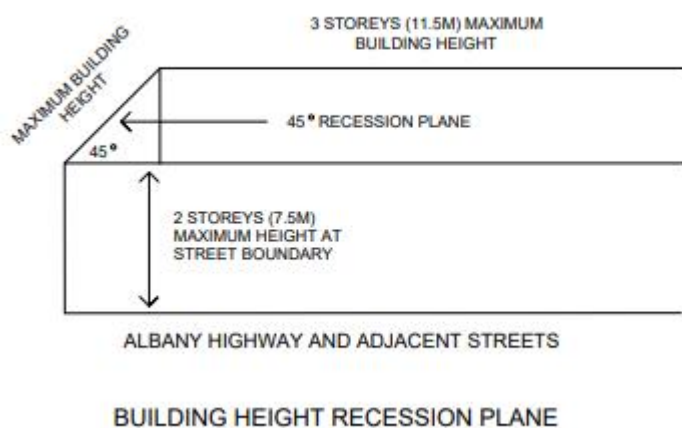 3 STOREYS (11.5M) MAXIMUM
BUILDING HEIGHT
MAXIMUM BUILDING
HEIGHT
45° RECESSION PLANE
45°
2 STOREYS (7.5M)
MAXIMUM HEIGHT AT
STREET BOUNDARY
ALBANY HIGHWAY AND ADJACENT STREETS
BUILDING HEIGHT RECESSION PLANE